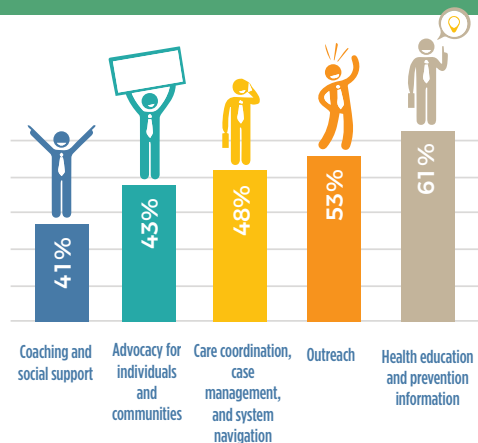 41%
43%
48%
53%
61%
Coaching and
social support
Advocacy for
individuals
and
communities
Care coordination,
case
management,
and system
navigation
Outreach
Health education
and prevention
information